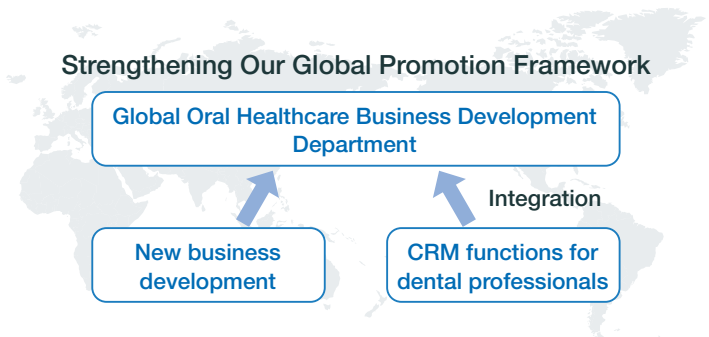 Strengthening Our Global Promotion Framework
Global Oral Healthcare Business Development
Department
Integration
New business
development
CRM functions for
dental professionals